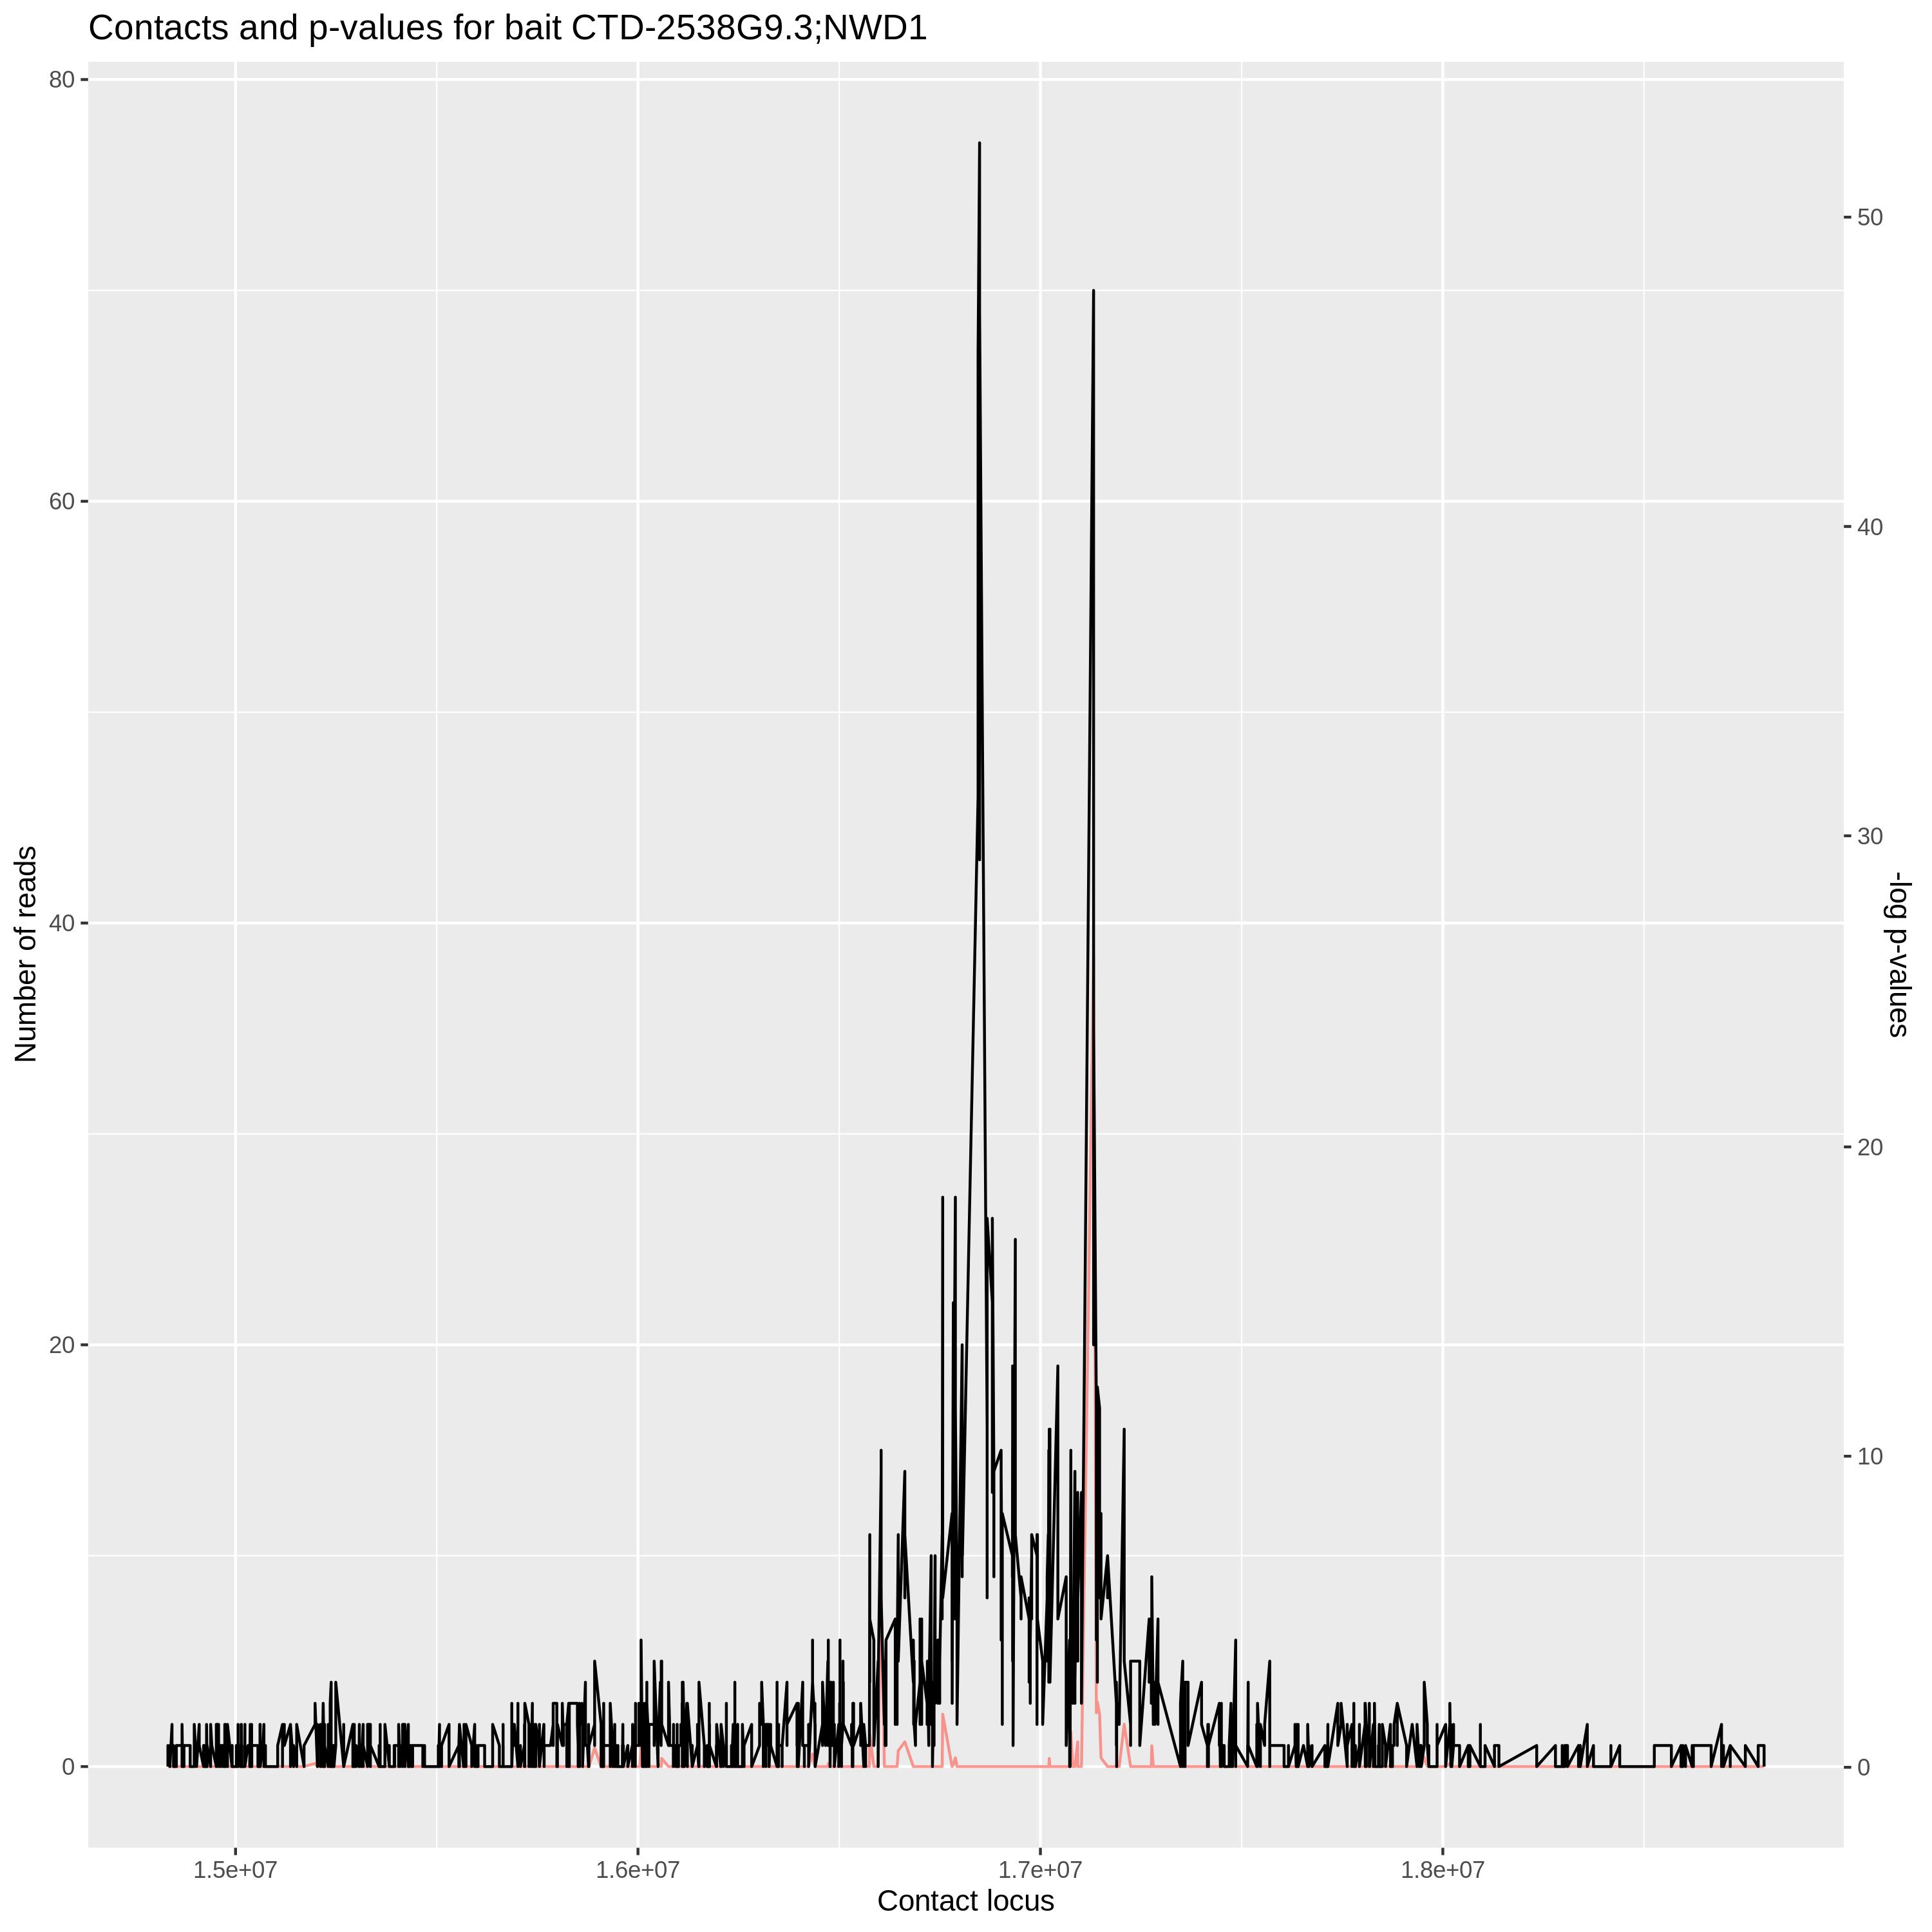 Contacts and p-values for bait CTD-2538G9.3;NWD1
80
60
40
20
0
Number of reads
50
40
30
20
10
0
-log p-values
1.5e+07 1.6e+07 1.7e+07 1.8e+07
Contact locus